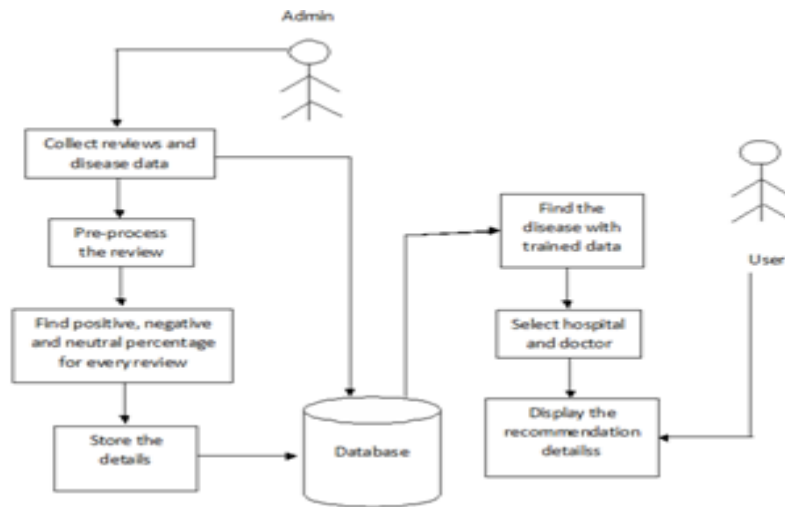 Admin
Collect reviews and
disease data
Pre-process
the review
Find positive, negative
and neutral percentage
for every review
Store the
details
Database
Find the
disease with
trained data
Select hospital
and doctor
Display the
recommendation
detailss
User